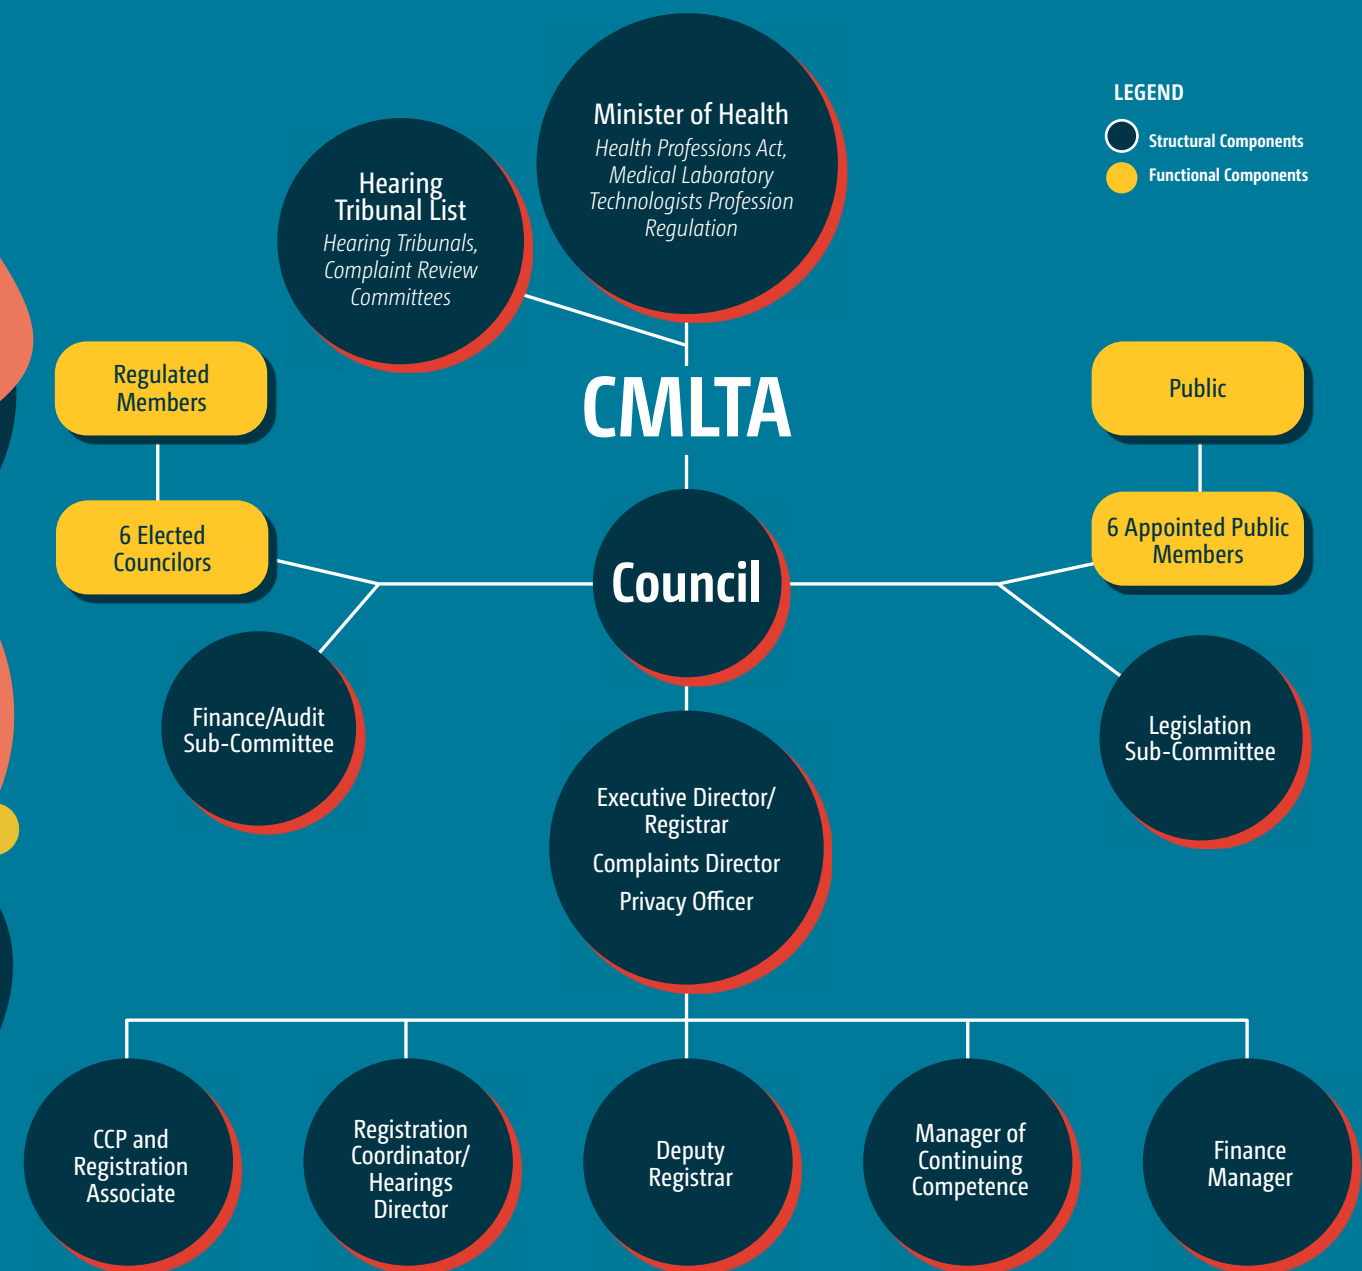 Minister of Health
Health Professions Act,
Medical Laboratory
Technologists Profession
Regulation
LEGEND
Structural Components
Functional Components
Hearing
Tribunal List
Hearing Tribunals,
Complaint Review
Committees
CMLTA
Regulated
Members
Public
6 Elected
Councilors
Council
6 Appointed Public
Members
Finance/Audit
Sub-Committee
Legislation
Sub-Committee
Executive Director/
Registrar
Complaints Director
Privacy Officer
CCP and
Registration
Associate
Registration
Coordinator/
Hearings
Director
Deputy
Registrar
Manager of
Continuing
Competence
Finance
Manager